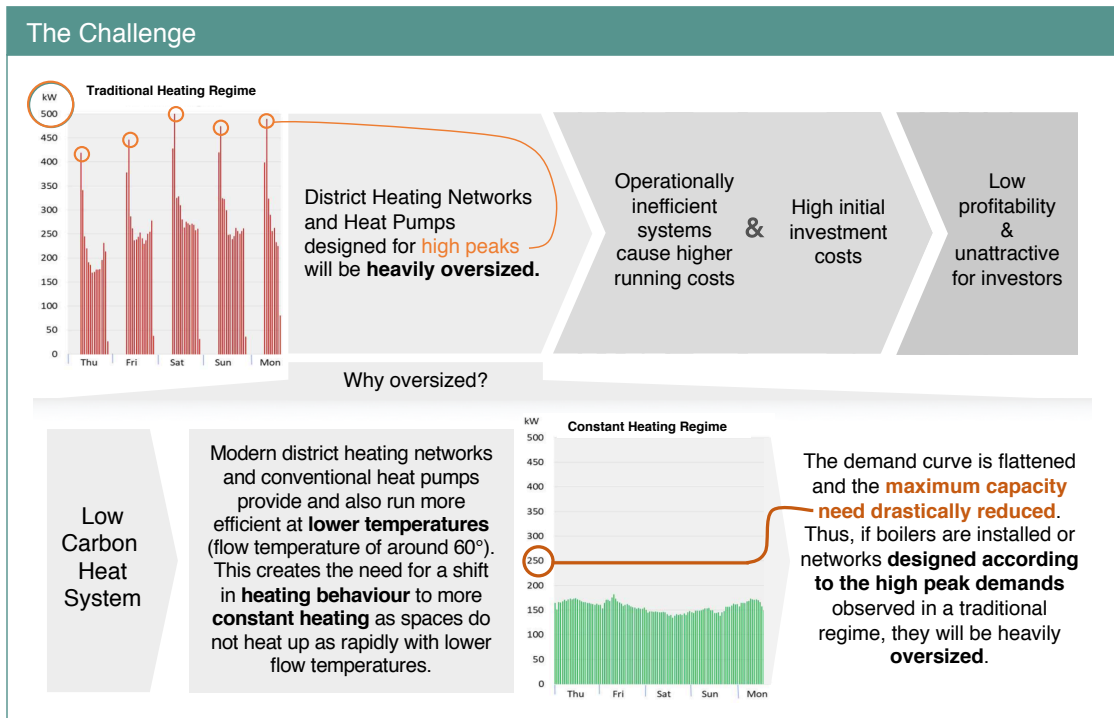 The Challenge
kW
Traditional Heating Regime
500
450
400
350
300
250
200
150
100
50
0
Thu
Fri
Sat
Sun
Mon
District Heating Networks
and Heat Pumps
designed for high peaks
will be heavily oversized.
Operationally
inefficient
systems
cause higher
running costs
&
High initial
investment
costs
Low
profitability
&
unattractive
for investors
Why oversized?
Low
Carbon
Heat
System
Modern district heating networks
and conventional heat pumps
provide and also run more
efficient at lower temperatures
(flow temperature of around 60°).
This creates the need for a shift
in heating behaviour to more
constant heating as spaces do
not heat up as rapidly with lower
flow temperatures.
kW
Constant Heating Regime
500
450
400
350
300
250
200
150
100
50
0
Thu
Fri
Sat
Sun
Mon
The demand curve is flattened
and the maximum capacity
need drastically reduced.
Thus, if boilers are installed or
networks designed according
to the high peak demands
observed in a traditional
regime, they will be heavily
oversized.